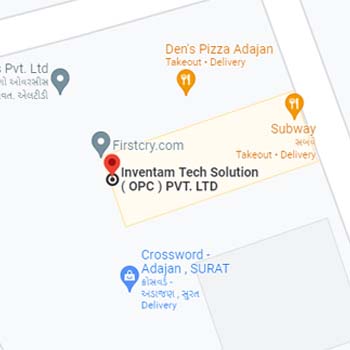 Den's Pizza Adajan
Takeout • Delivery
s Pvt. Ltd
Subway
સબવે
Takeout • Delivery
Firstcry.com
Inventam Tech Solution
( OPC ) PVT. LTD
Crossword -
Adajan , SURAT
ક્રોસવર્ડ -
અડાજણ , સુરત
Delivery